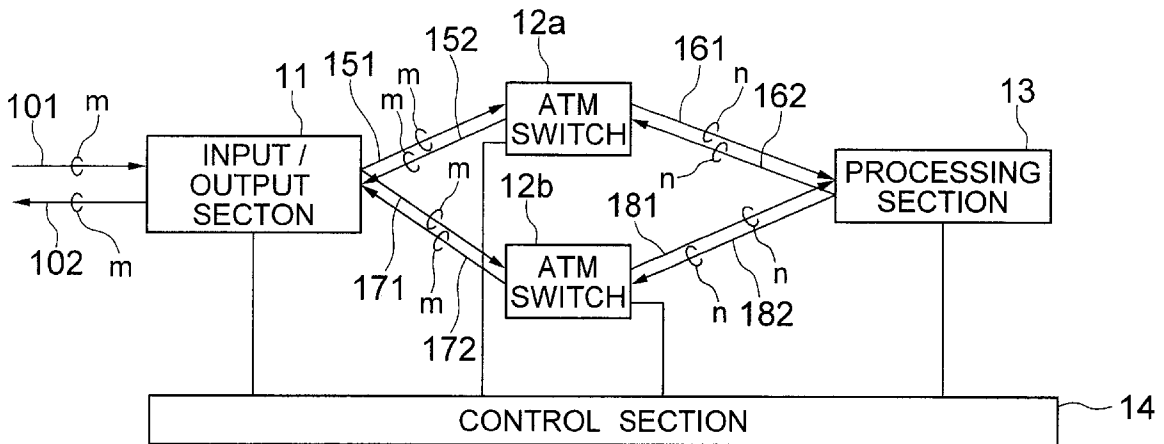 12a
152
161
151
n
162
11
m
13
m
101
m
ATM
SWITCH
INPUT /
OUTPUT
SECTON
n
PROCESSING
SECTION
12b
m
181
102
m
171
m
ATM
SWITCH
n
n
182
172
CONTROL SECTION
14